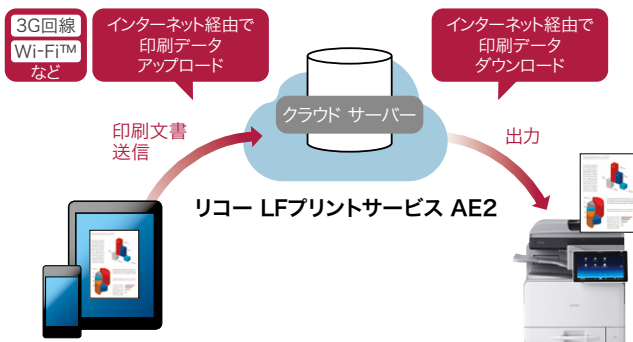 3G回線
Wi-Fi™
など
インターネット経由で
印刷データ
アップロード
インターネット経由で
印刷データ
ダウンロード
クラウド サーバー
印刷文書
送信
出力
リコー LFプリントサービス AE2